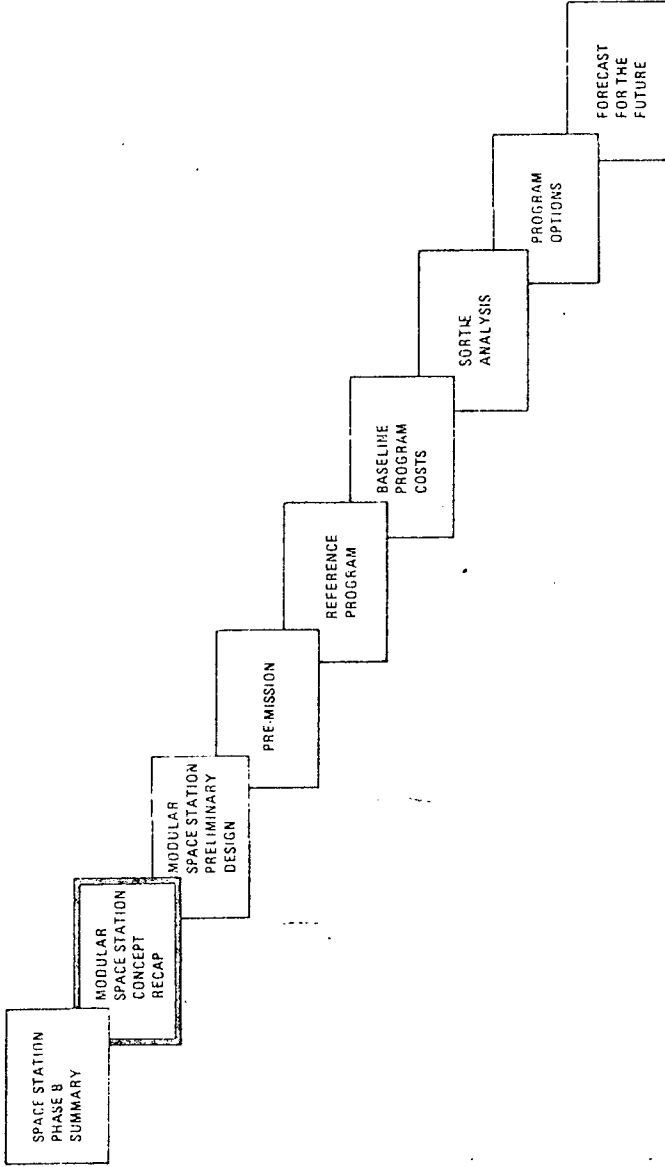 SPACE STATION
PHASE B
SUMMARY
MODULAR
SPACE STATION
CONCEPT
RECAP
MODULAR
SPACE STATION
PRELIMINARY
DESIGN
PRE-MISSION
REFERENCE
PROGRAM
BASELINE
PROGRAM
COSTS
SORTIE
ANALYSIS
PROGRAM
OPTIONS
FORECAST
FOR THE
FUTURE